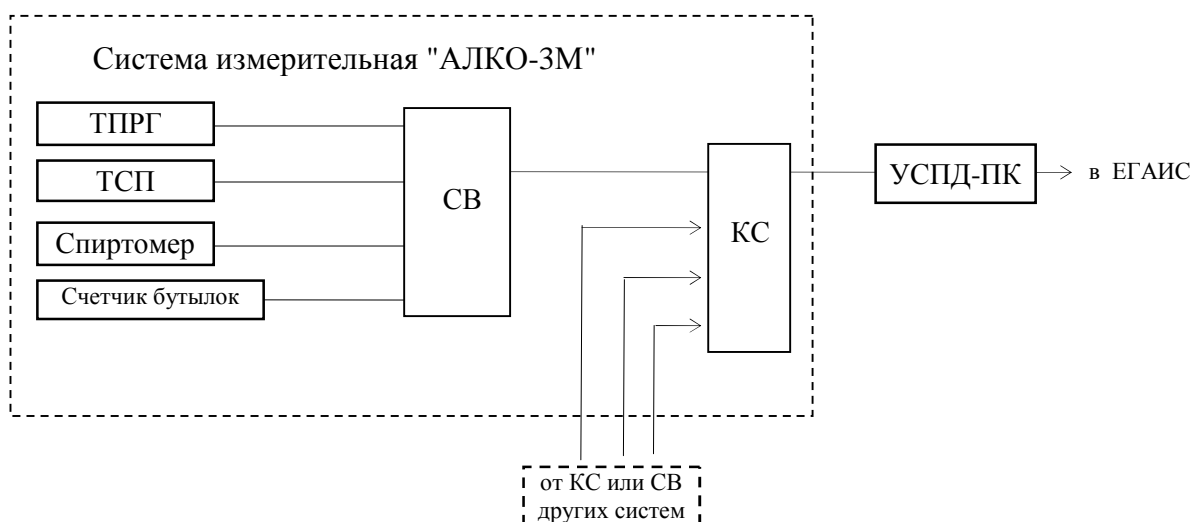 Система измерительная "АЛКО-3М"
ТПРГ
ТСП
Спиртомер
Счетчик бутылок
СВ
КС
УСПД-ПК
в ЕГАИС
от КС или СВ
других систем